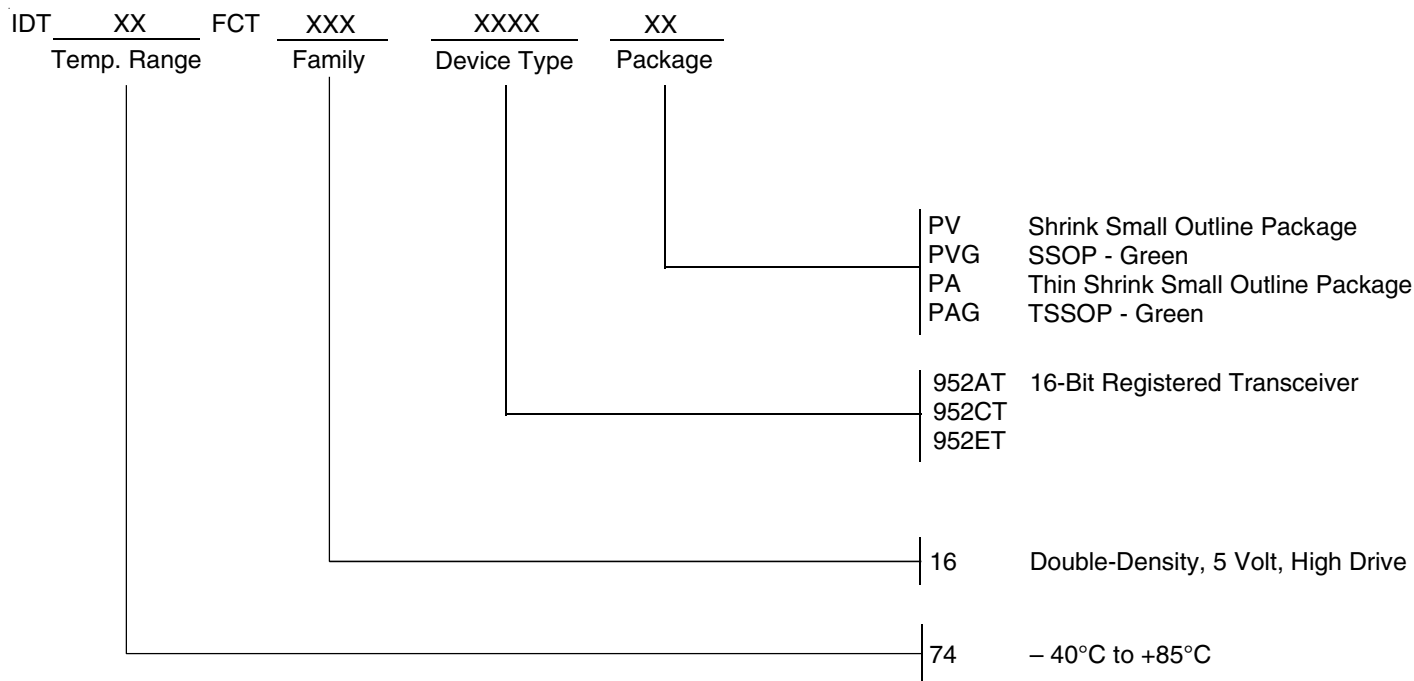 IDT XX FCT XXX XXXX XX
Temp. Range Family Device Type Package
PV Shrink Small Outline Package
PVG SSOP - Green
PA Thin Shrink Small Outline Package
PAG TSSOP - Green
952AT 16-Bit Registered Transceiver
952CT
952ET
16 Double-Density, 5 Volt, High Drive
74 – 40°C to +85°C